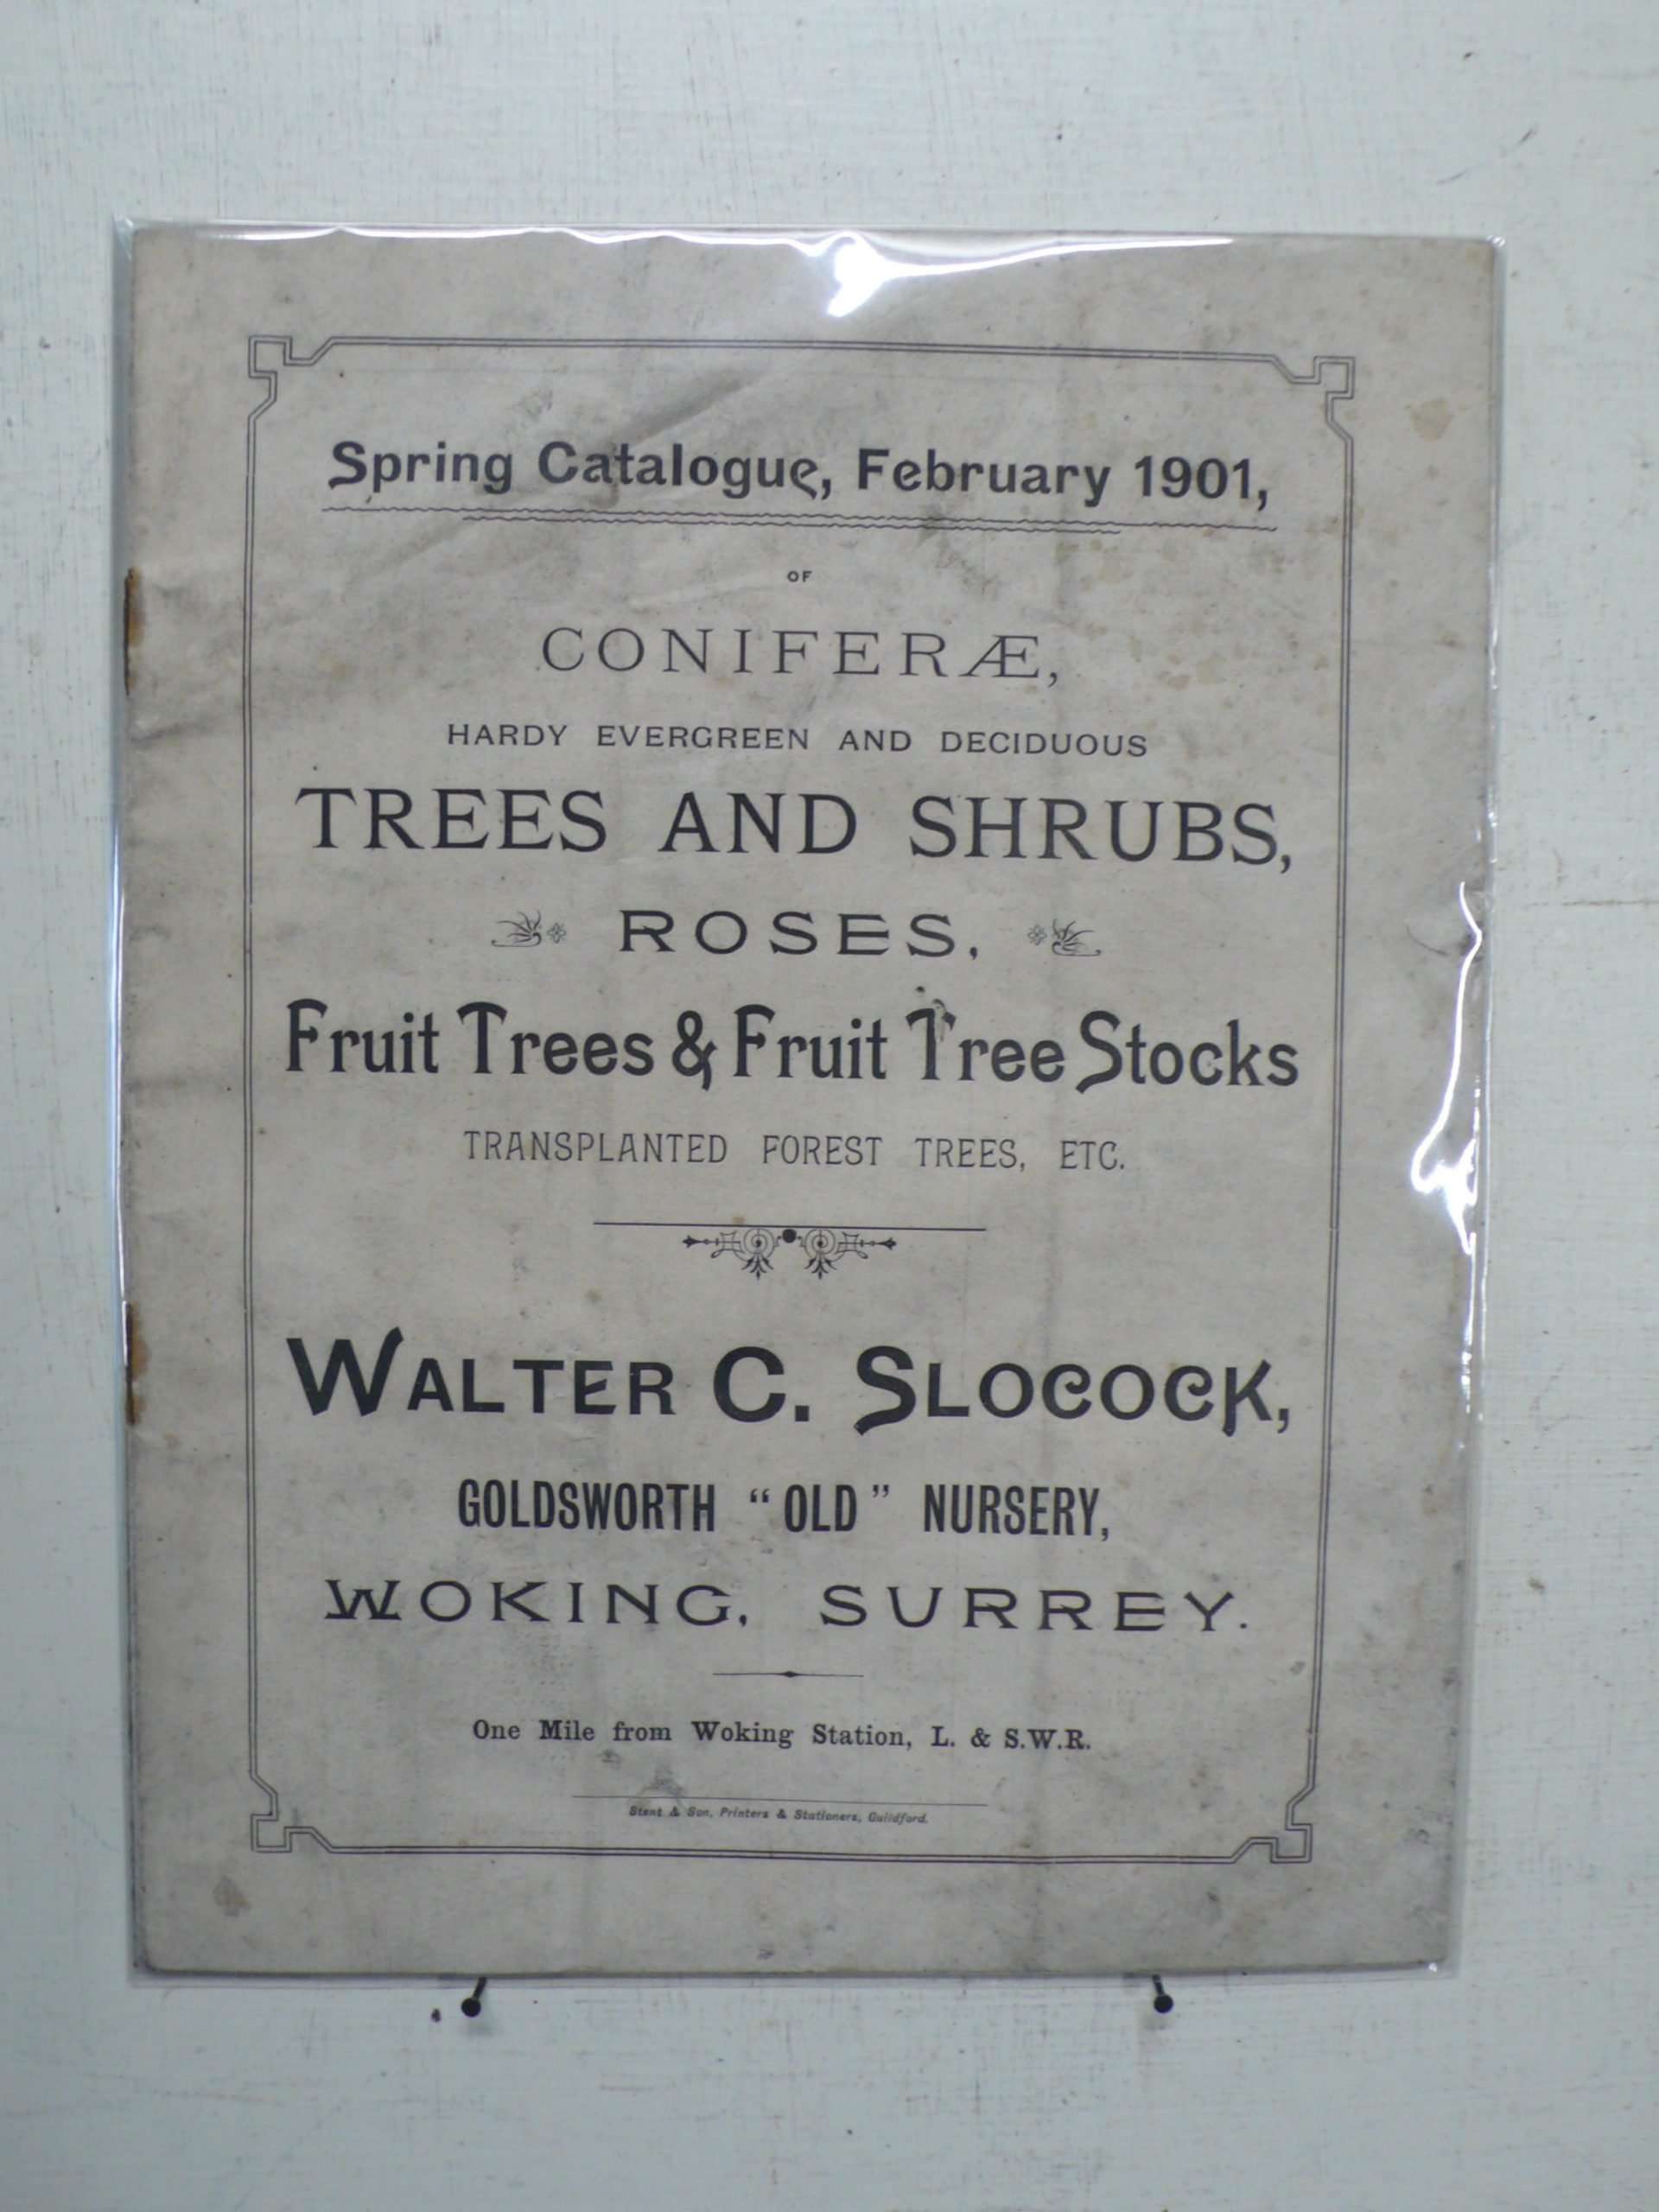 Spring Catalogue, February 1901,
OF
CONIFERÆ,
HARDY EVERGREEN AND DECIDUOUS
TREES AND SHRUBS,
ROSES,
Fruit Trees & Fruit Tree Stocks
TRANSPLANTED FOREST TREES, ETC.
WALTER C. SLOCOCK,
GOLDSWORTH "OLD" NURSERY,
WOKING, SURREY.
One Mile from Woking Station, L. & S.W.R.
Stent & Son, Printers & Stationers, Guildford.